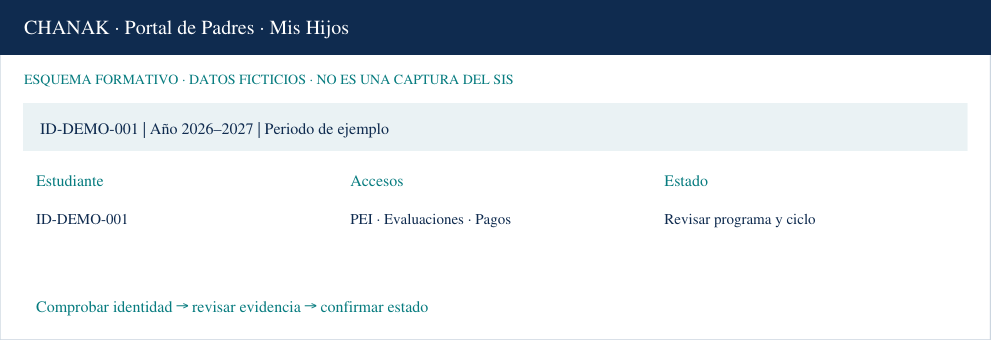 CHANAK · Portal de Padres · Mis Hijos
ESQUEMA FORMATIVO · DATOS FICTICIOS · NO ES UNA CAPTURA DEL SIS
ID-DEMO-001 | Año 2026–2027 | Periodo de ejemplo
Estudiante Accesos Estado
ID-DEMO-001 PEI · Evaluaciones · Pagos Revisar programa y ciclo
Comprobar identidad → revisar evidencia → confirmar estado